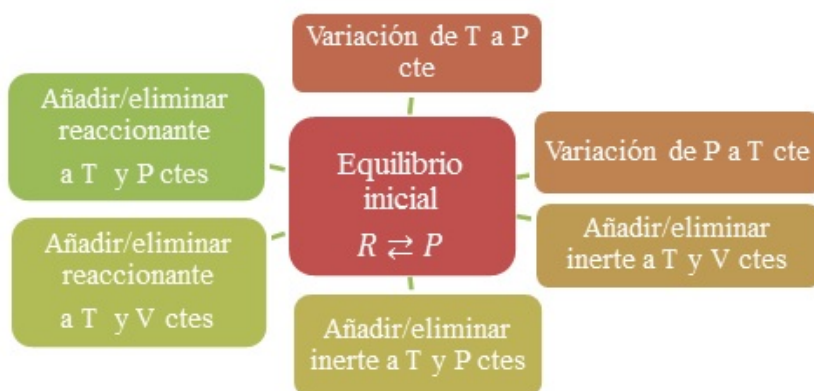 Variación de T a P
cte
Añadir/eliminar
reaccionante
a T y P ctes
Equilibrio
inicial
R ⇄ P
Variación de P a T cte
Añadir/eliminar
inerte a T y V ctes
Añadir/eliminar
reaccionante
a T y V ctes
Añadir/eliminar
inerte a T y P ctes